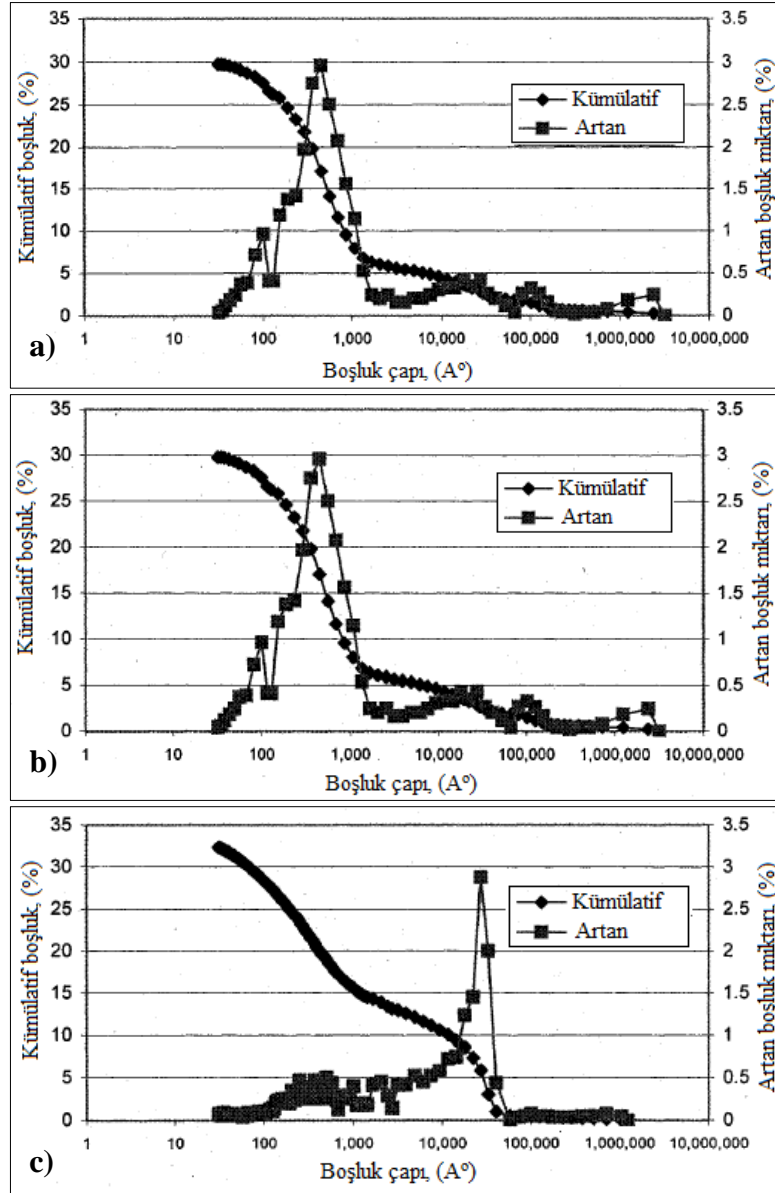 Kümülatif boşluk, (%)
35
30
25
20
15
10
5
0
3.5
3
2.5
2
1.5
1
0.5
0
Artan boşluk miktarı, (%)
Kümülatif
Artan
1 10 100 1,000 10,000 100,000 1,000,000 10,000,000
a)
Boşluk çapı, (Aº)
Kümülatif boşluk, (%)
35
30
25
20
15
10
5
0
3.5
3
2.5
2
1.5
1
0.5
0
Artan boşluk miktarı, (%)
Kümülatif
Artan
1 10 100 1,000 10,000 100,000 1,000,000 10,000,000
b)
Boşluk çapı, (Aº)
Kümülatif boşluk, (%)
35
30
25
20
15
10
5
0
3.5
3
2.5
2
1.5
1
0.5
0
Artan boşluk miktarı, (%)
Kümülatif
Artan
1 10 100 1,000 10,000 100,000 1,000,000 10,000,000
c)
Boşluk çapı, (Aº)